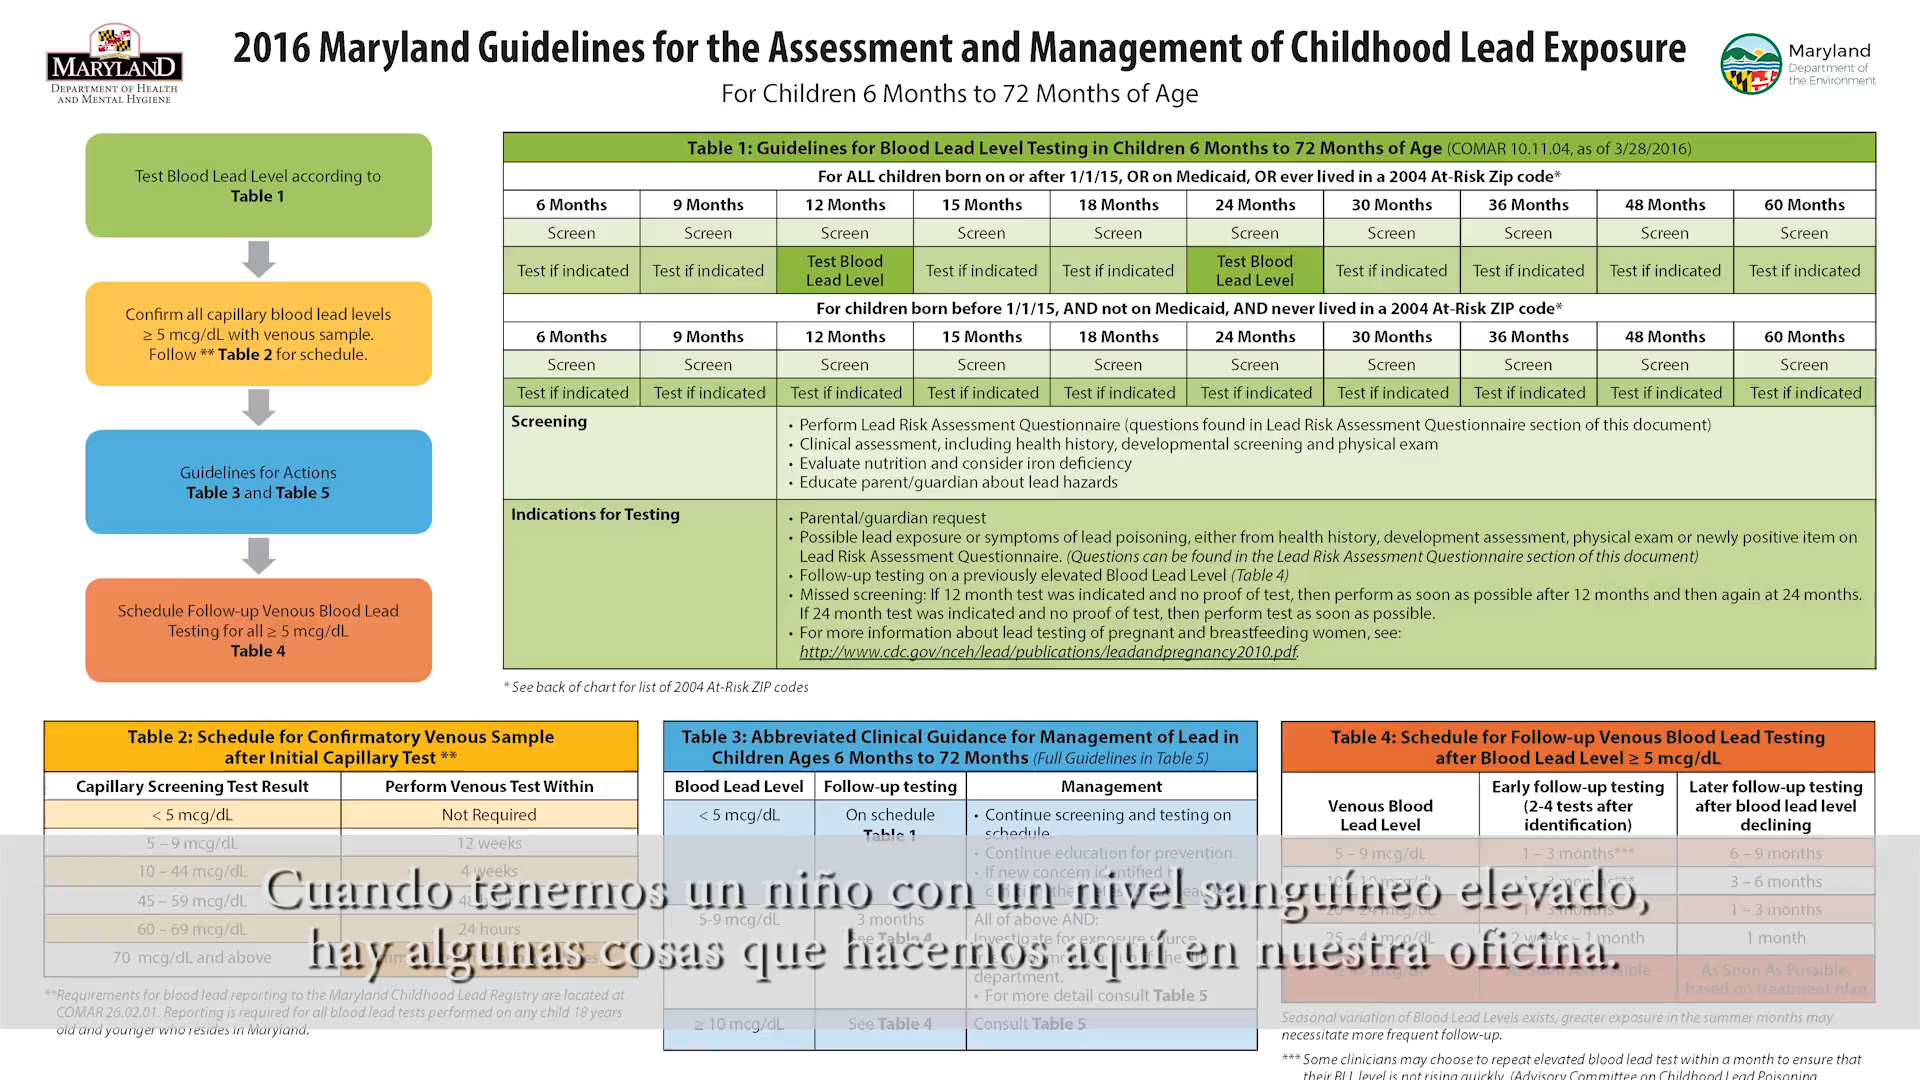 MARYLAND
DEPARTMENT OF HEALTH
AND MENTAL HYGIENE
2016 Maryland Guidelines for the Assessment and Management of Childhood Lead Exposure
For Children 6 Months to 72 Months of Age
Maryland
Department of
the Environment
Test Blood Lead Level according to
Table 1
Confirm all capillary blood lead levels
≥ 5 mcg/dL with venous sample.
Follow ** Table 2 for schedule.
Guidelines for Actions
Table 3 and Table 5
Schedule Follow-up Venous Blood Lead
Testing for all ≥ 5 mcg/dL
Table 4
Table 1: Guidelines for Blood Lead Level Testing in Children 6 Months to 72 Months of Age (COMAR 10.11.04, as of 3/28/2016)
For ALL children born on or after 1/1/15, OR on Medicaid, OR ever lived in a 2004 At-Risk Zip code*
6 Months 9 Months 12 Months 15 Months 18 Months 24 Months 30 Months 36 Months 48 Months 60 Months
Screen Screen Screen Screen Screen Screen Screen Screen Screen Screen
Test if indicated Test if indicated Test Blood Lead Level Test if indicated Test if indicated Test Blood Lead Level Test if indicated Test if indicated Test if indicated Test if indicated
For children born before 1/1/15, AND not on Medicaid, AND never lived in a 2004 At-Risk ZIP code*
6 Months 9 Months 12 Months 15 Months 18 Months 24 Months 30 Months 36 Months 48 Months 60 Months
Screen Screen Screen Screen Screen Screen Screen Screen Screen Screen
Test if indicated Test if indicated Test if indicated Test if indicated Test if indicated Test if indicated Test if indicated Test if indicated Test if indicated Test if indicated
Screening
• Perform Lead Risk Assessment Questionnaire (questions found in Lead Risk Assessment Questionnaire section of this document)
• Clinical assessment, including health history, developmental screening and physical exam
• Evaluate nutrition and consider iron deficiency
• Educate parent/guardian about lead hazards
Indications for Testing
• Parental/guardian request
• Possible lead exposure or symptoms of lead poisoning, either from health history, development assessment, physical exam or newly positive item on
Lead Risk Assessment Questionnaire. (Questions can be found in the Lead Risk Assessment Questionnaire section of this document)
• Follow-up testing on a previously elevated Blood Lead Level (Table 4)
• Missed screening: If 12 month test was indicated and no proof of test, then perform as soon as possible after 12 months and then again at 24 months.
If 24 month test was indicated and no proof of test, then perform test as soon as possible.
• For more information about lead testing of pregnant and breastfeeding women, see:
http://www.cdc.gov/nceh/lead/publications/leadandpregnancy2010.pdf.
* See back of chart for list of 2004 At-Risk ZIP codes
Table 2: Schedule for Confirmatory Venous Sample
after Initial Capillary Test **
Capillary Screening Test Result Perform Venous Test Within
< 5 mcg/dL Not Required
5 – 9 mcg/dL 12 weeks
10 – 44 mcg/dL 4 weeks
45 – 59 mcg/dL
60 – 69 mcg/dL 24 hours
70 mcg/dL and above
**Requirements for blood lead reporting to the Maryland Childhood Lead Registry are located at
COMAR 26.02.01. Reporting is required for all blood lead tests performed on any child 18 years
old and younger who resides in Maryland.
Table 3: Abbreviated Clinical Guidance for Management of Lead in
Children Ages 6 Months to 72 Months (Full Guidelines in Table 5)
Blood Lead Level Follow-up testing Management
< 5 mcg/dL On schedule
Table 1
• Continue screening and testing on
schedule.
• Continue education for prevention.
• If new concern identified by
5-9 mcg/dL 3 months
See Table 4
All of above AND:
Investigate for exposure source
department.
• For more detail consult Table 5
≥ 10 mcg/dL See Table 4 Consult Table 5
Table 4: Schedule for Follow-up Venous Blood Lead Testing
after Blood Lead Level ≥ 5 mcg/dL
Venous Blood
Lead Level
Early follow-up testing
(2-4 tests after
identification)
Later follow-up testing
after blood lead level
declining
5 – 9 mcg/dL 1 – 3 months*** 6 – 9 months
3 – 6 months
1 – 3 months
2 weeks – 1 month 1 month
As Soon As Possible,
based on treatment plan
Seasonal variation of Blood Lead Levels exists, greater exposure in the summer months may
necessitate more frequent follow-up.
*** Some clinicians may choose to repeat elevated blood lead test within a month to ensure that
their BLL level is not rising quickly. (Advisory Committee on Childhood Lead Poisoning
Cuando tenemos un niño con un nivel sanguíneo elevado,
hay algunas cosas que hacemos aquí en nuestra oficina.